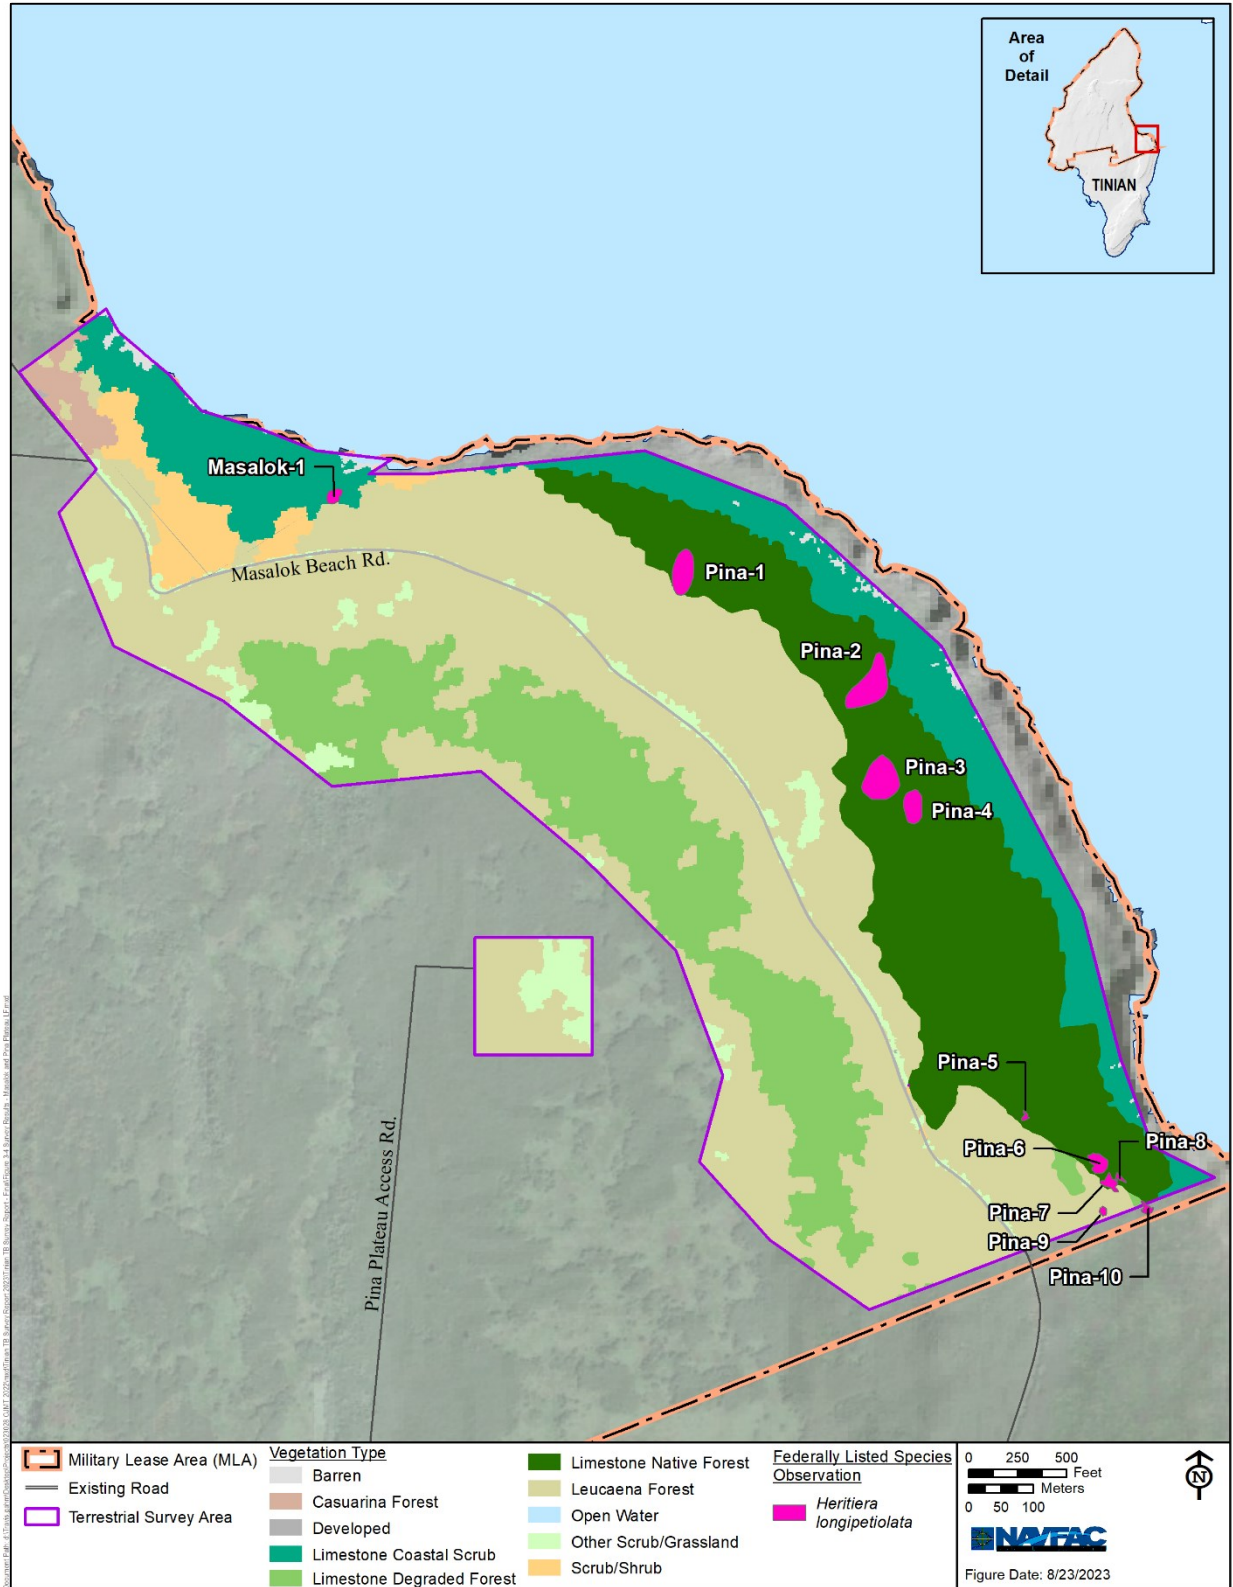 Area
of
Detail
TINIAN
Masalok-1
Masalok Beach Rd.
Pina-1
Pina-2
Pina-3
Pina-4
Pina-5
Pina-6
Pina-8
Pina-7
Pina-9
Pina-10
Pina Plateau Access Rd.
Military Lease Area (MLA)
Existing Road
Terrestrial Survey Area
Vegetation Type
Barren
Casuarina Forest
Developed
Limestone Coastal Scrub
Limestone Degraded Forest
Limestone Native Forest
Leucaena Forest
Open Water
Other Scrub/Grassland
Scrub/Shrub
Federally Listed Species
Observation
Heritiera
longipetiolata
0 250 500
Feet
Meters
0 50 100
N
NAVFAC
Figure Date: 8/23/2023